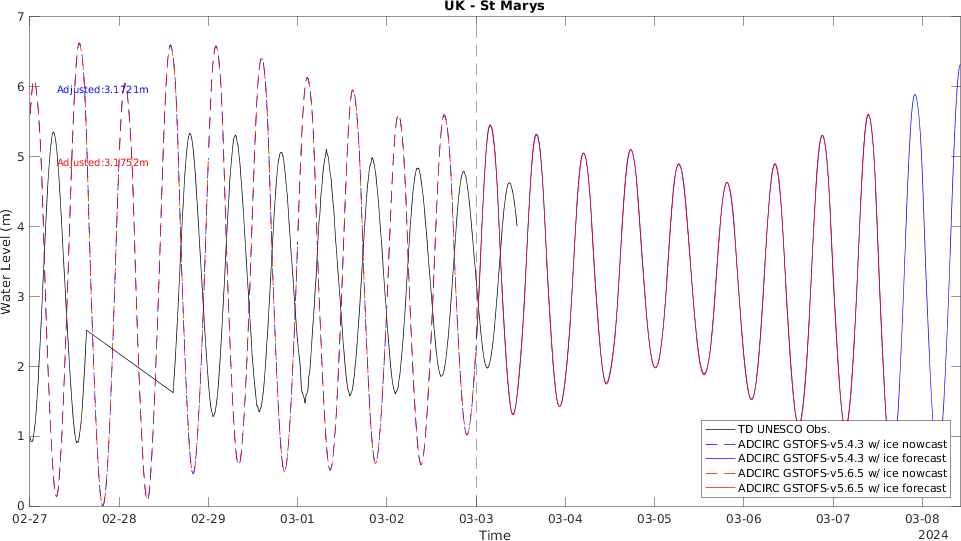 UK - St Marys
7
6
5
4
3
2
1
0
Water Level (m)
Adjusted:3.1721m
Adjusted:3.1752m
TD UNESCO Obs.
ADCIRC GSTOFS-v5.4.3 w/ ice nowcast
ADCIRC GSTOFS-v5.4.3 w/ ice forecast
ADCIRC GSTOFS-v5.6.5 w/ ice nowcast
ADCIRC GSTOFS-v5.6.5 w/ ice forecast
02-27 02-28 02-29 03-01 03-02 03-03 03-04 03-05 03-06 03-07 03-08
Time
2024